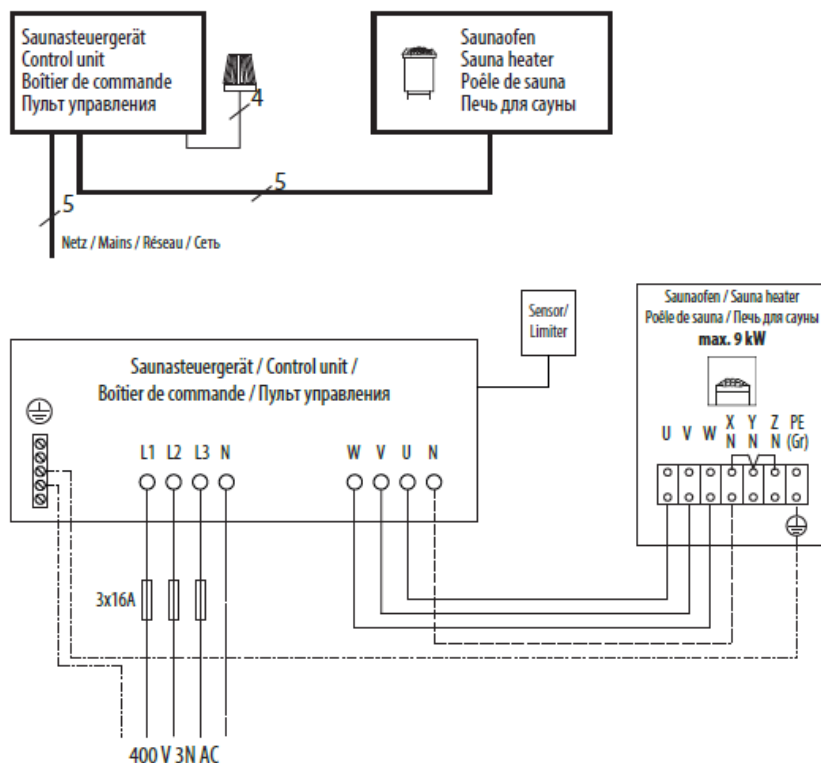 Saunasteuergerät
Control unit
Boîtier de commande
Пульт управления
4
Saunaofen
Sauna heater
Poêle de sauna
Печь для сауны
5
5
Netz / Mains / Réseau / Сеть
Sensor/
Limiter
Saunaofen / Sauna heater
Poêle de sauna / Печь для сауны
max. 9 kW
Saunasteuergerät / Control unit /
Boîtier de commande / Пульт управления
L1 L2 L3 N
W V U N
U V W X Y Z PE
N N N (Gr)
3x16A
400 V 3N AC